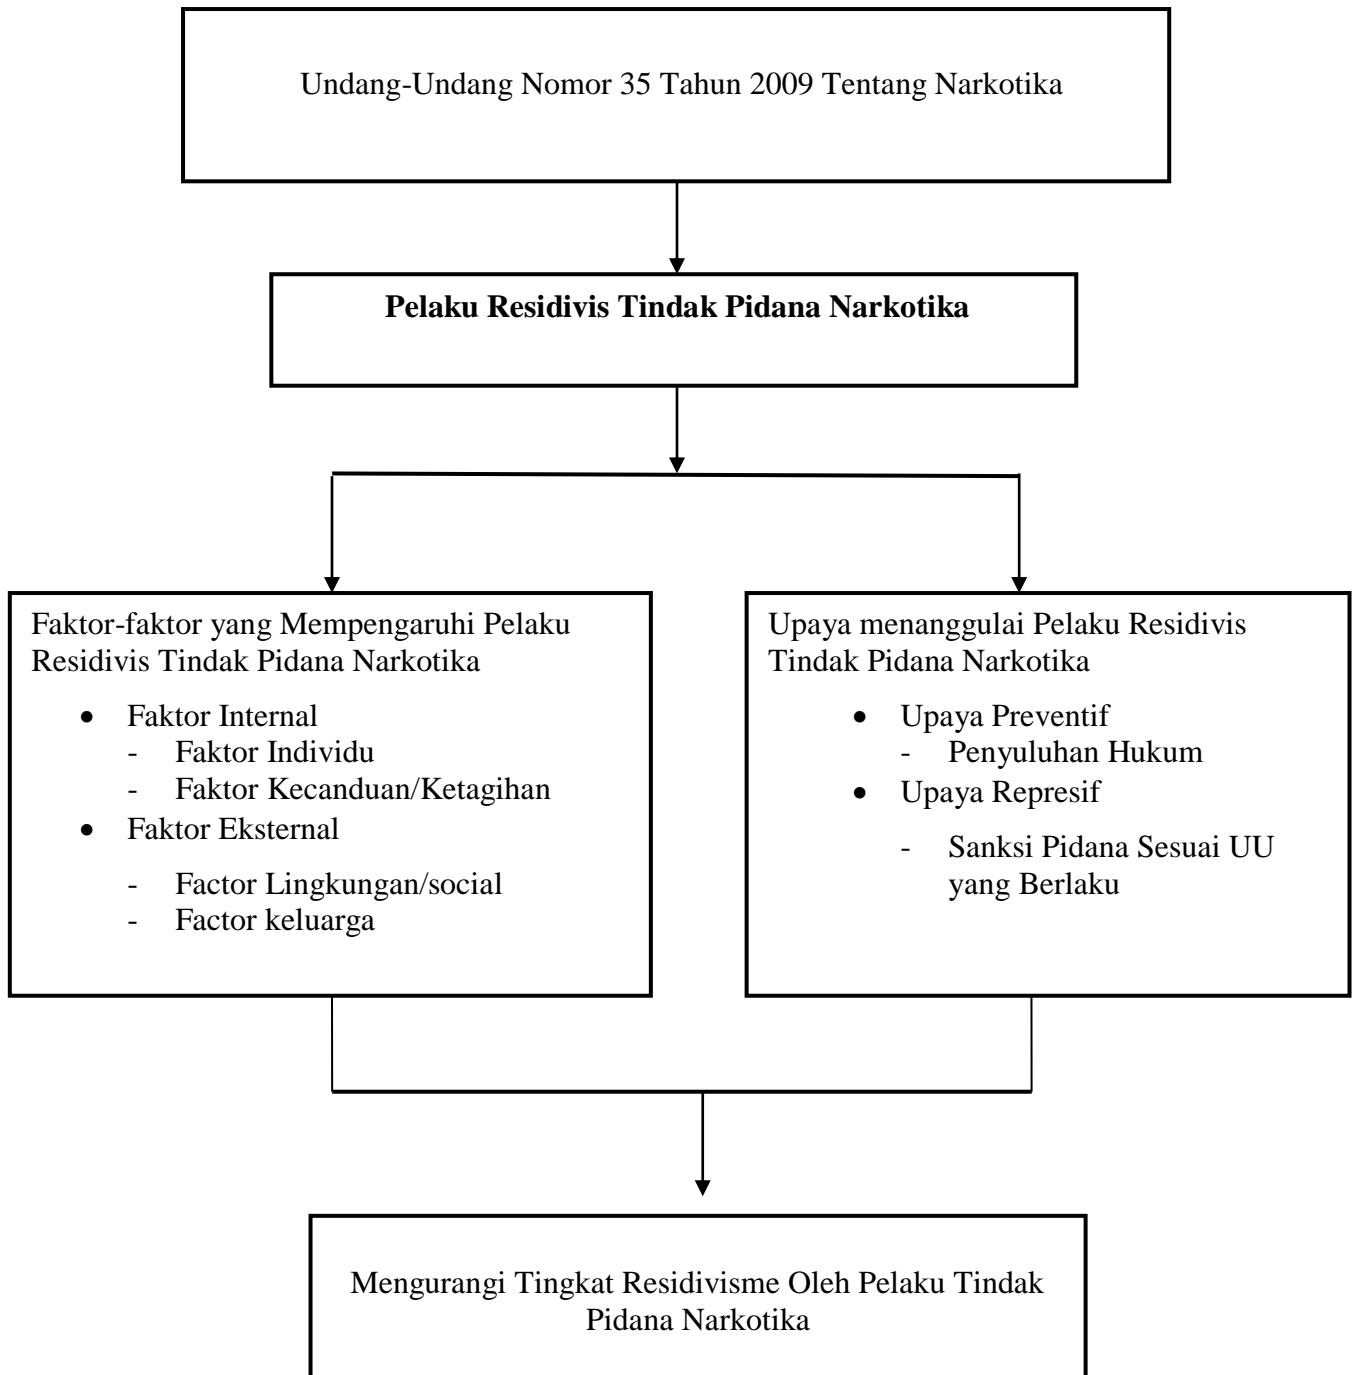 Undang-Undang Nomor 35 Tahun 2009 Tentang Narkotika
Pelaku Residivis Tindak Pidana Narkotika
Faktor-faktor yang Mempengaruhi Pelaku
Residivis Tindak Pidana Narkotika
• Faktor Internal
- Faktor Individu
- Faktor Kecanduan/Ketagihan
• Faktor Eksternal
- Factor Lingkungan/social
- Factor keluarga
Upaya menanggulai Pelaku Residivis
Tindak Pidana Narkotika
• Upaya Preventif
- Penyuluhan Hukum
• Upaya Represif
- Sanksi Pidana Sesuai UU
yang Berlaku
Mengurangi Tingkat Residivisme Oleh Pelaku Tindak
Pidana Narkotika